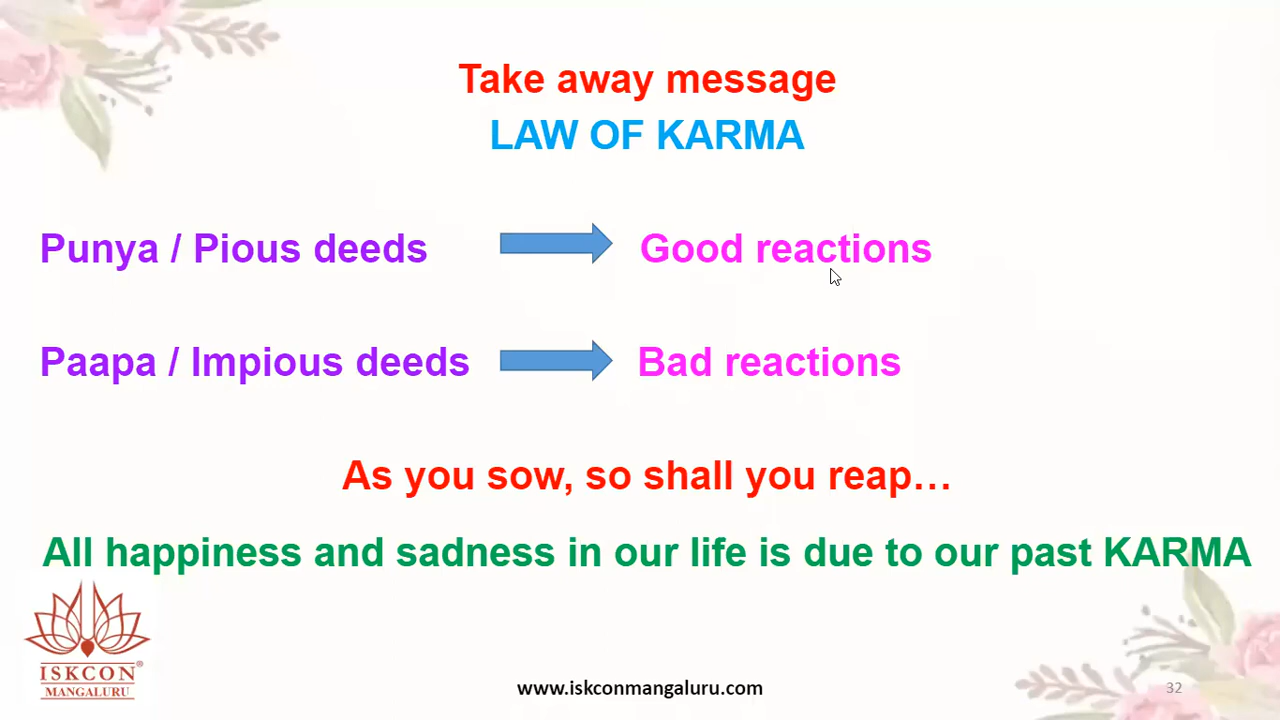 Take away message
LAW OF KARMA
Punya / Pious deeds Good reactions
Paapa / Impious deeds Bad reactions
As you sow, so shall you reap…
All happiness and sadness in our life is due to our past KARMA
ISKCON®
MANGALURU
www.iskconmangaluru.com 32